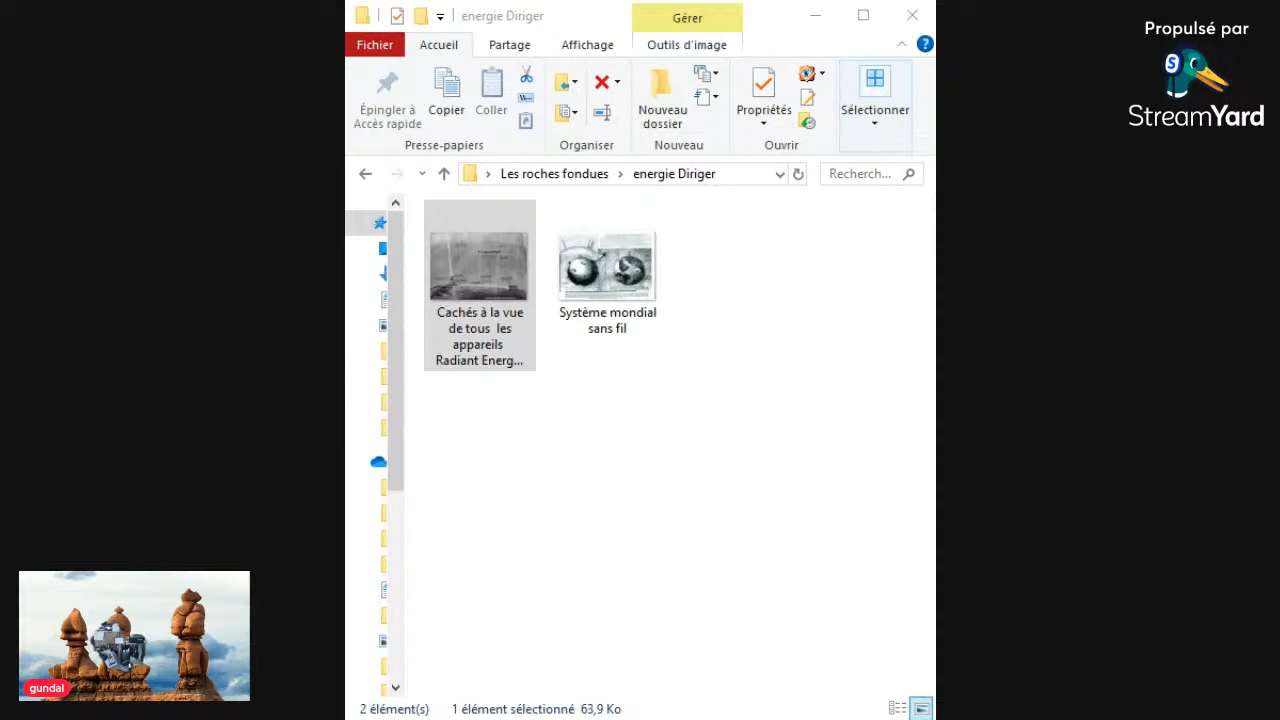 energie Diriger
Gérer
Propulsé par
StreamYard
Fichier
Accueil
Partage
Affichage
Outils d'image
Épingler à
Accès rapide
Copier
Coller
Nouveau
dossier
Propriétés
Sélectionner
Presse-papiers
Organiser
Nouveau
Ouvrir
Les roches fondues
energie Diriger
Recherch...
Cachés à la vue
de tous les
appareils
Radiant Energ...
Système mondial
sans fil
gundal
2 élément(s)
1 élément sélectionné 63,9 Ko